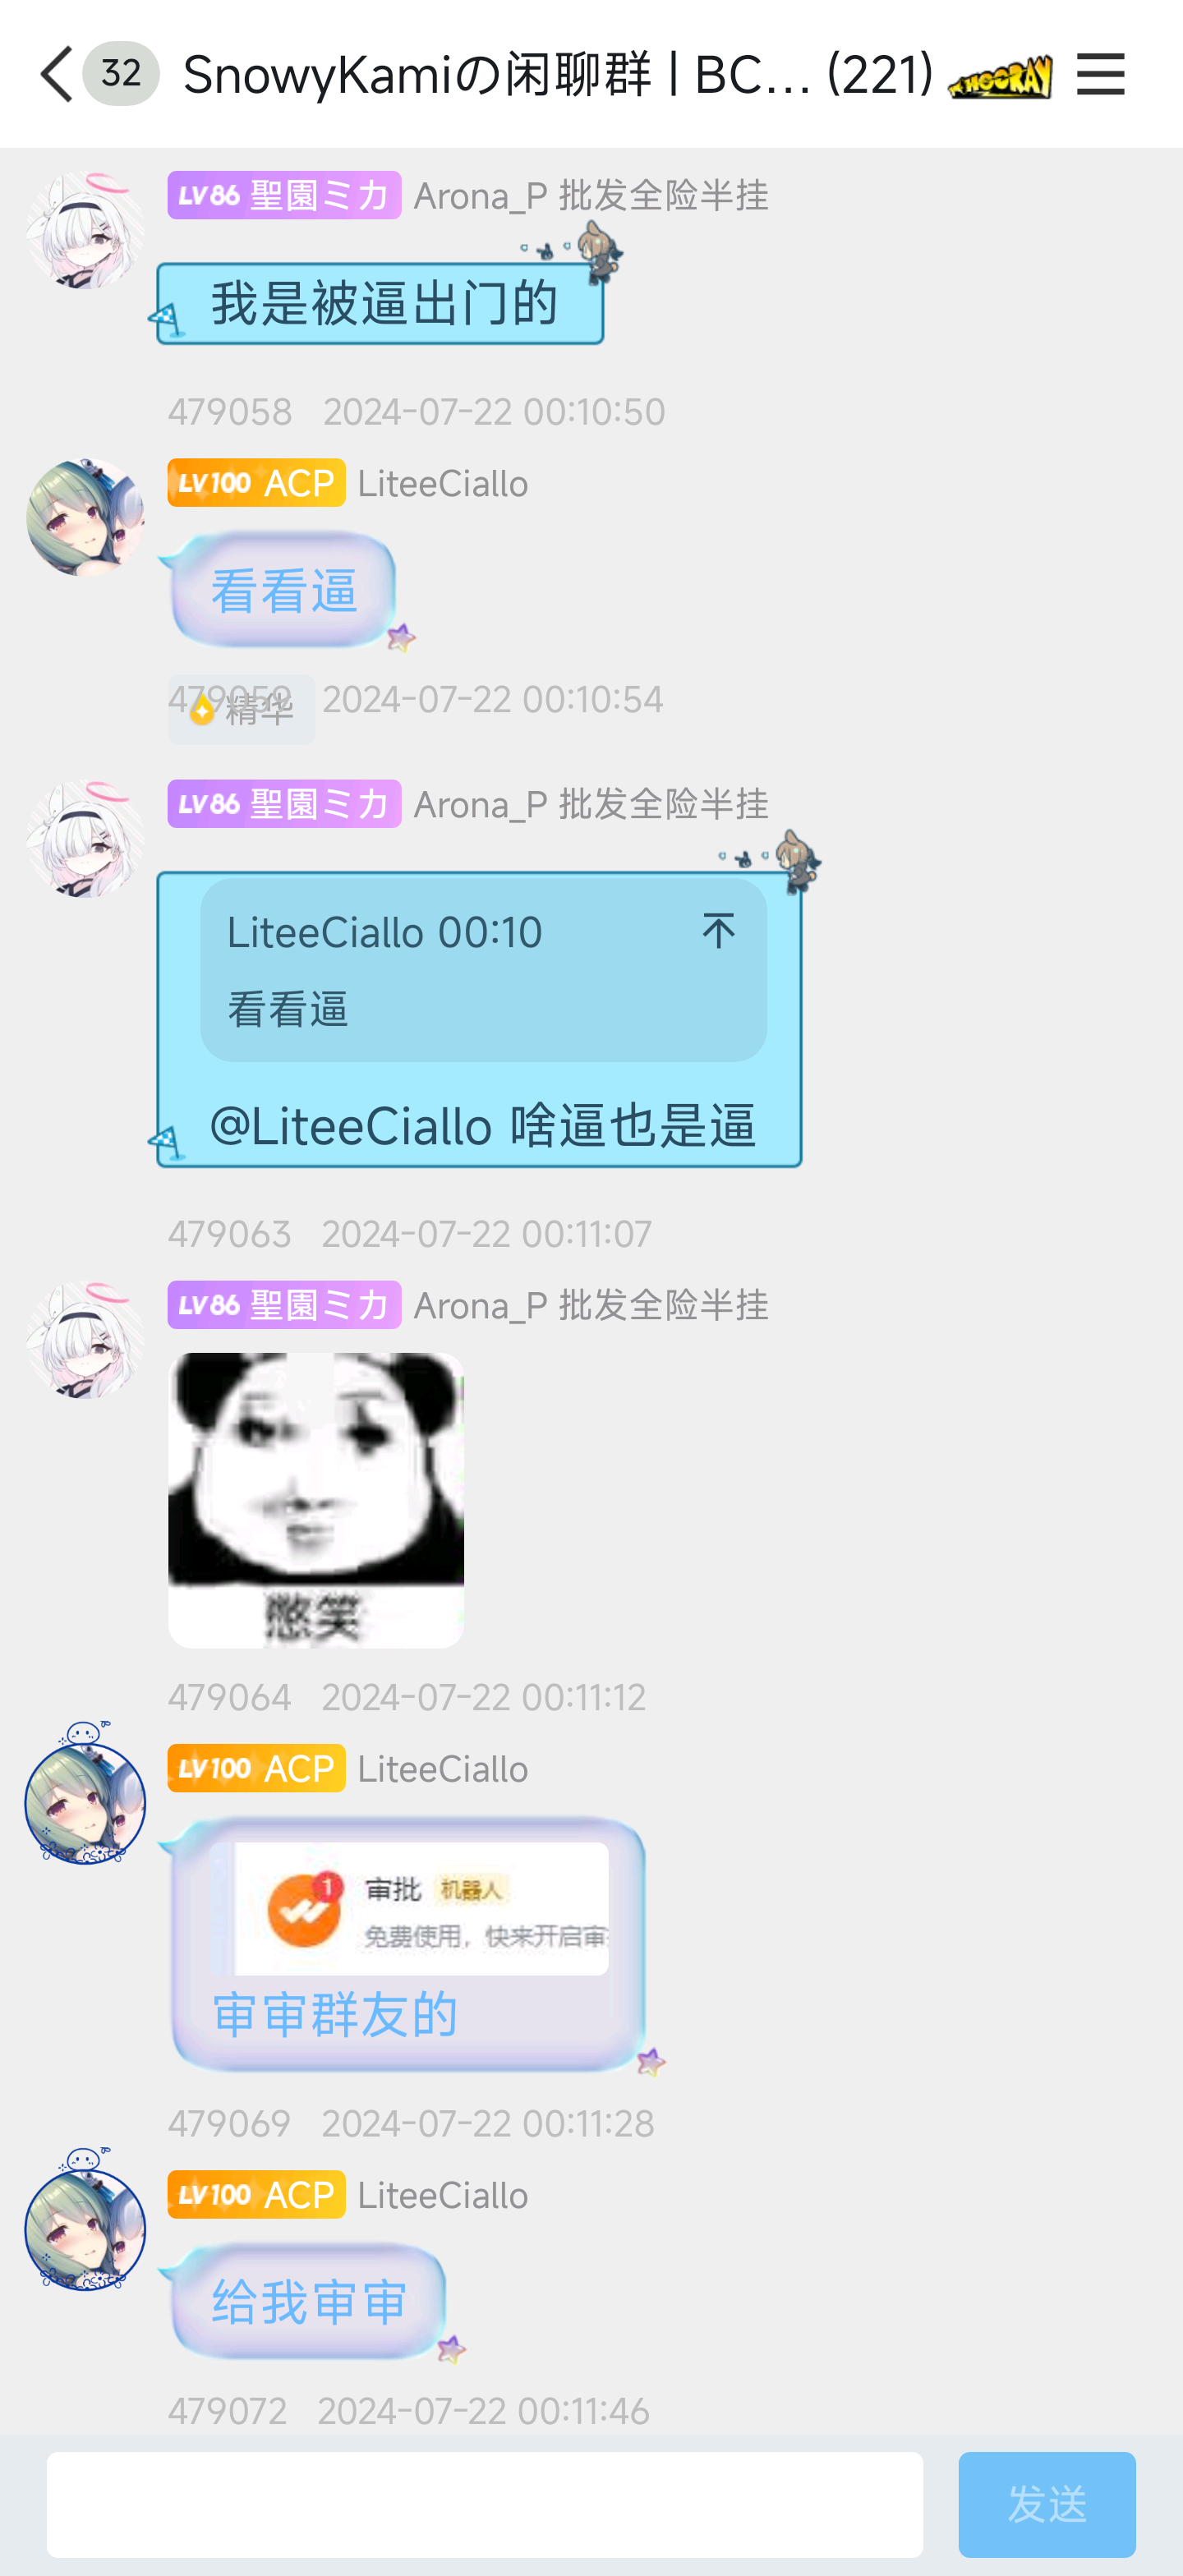 32 SnowyKamiの闲聊群 | BC... (221) HOORAY
LV86 聖園ミカ Arona_P 批发全险半挂
我是被逼出门的
479058 2024-07-22 00:10:50
LV100 ACP LiteeCiallo
看看逼
479059 2024-07-22 00:10:54
精华
LV86 聖園ミカ Arona_P 批发全险半挂
LiteeCiallo 00:10
看看逼
@LiteeCiallo 啥逼也是逼
479063 2024-07-22 00:11:07
LV86 聖園ミカ Arona_P 批发全险半挂
憨笑
479064 2024-07-22 00:11:12
LV100 ACP LiteeCiallo
1 审批 机器人
免费使用，快来开启审
审审群友的
479069 2024-07-22 00:11:28
LV100 ACP LiteeCiallo
给我审审
479072 2024-07-22 00:11:46
发送